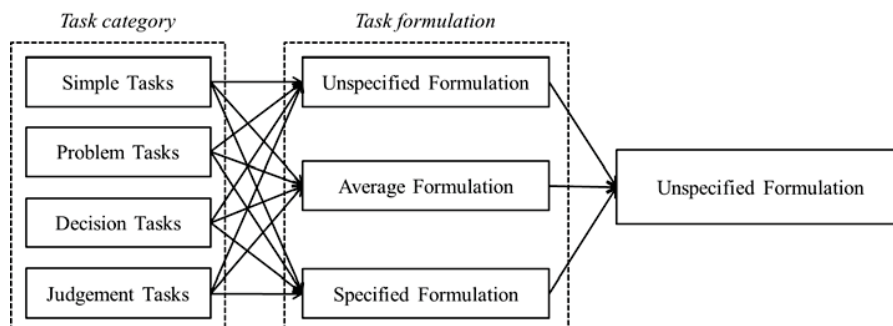 Task category
Task formulation
Simple Tasks
Unspecified Formulation
Problem Tasks
Average Formulation
Unspecified Formulation
Decision Tasks
Judgement Tasks
Specified Formulation